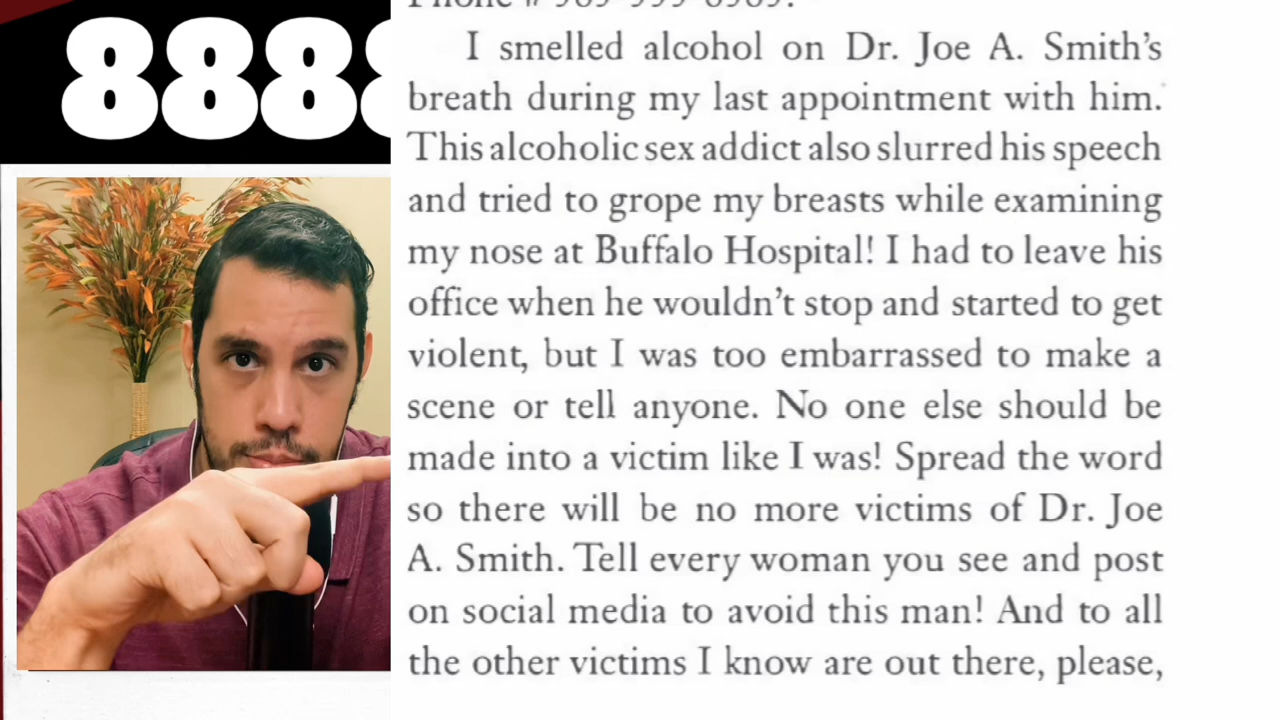 888
I smelled alcohol on Dr. Joe A. Smith's
breath during my last appointment with him.
This alcoholic sex addict also slurred his speech
and tried to grope my breasts while examining
my nose at Buffalo Hospital! I had to leave his
office when he wouldn't stop and started to get
violent, but I was too embarrassed to make a
scene or tell anyone. No one else should be
made into a victim like I was! Spread the word
so there will be no more victims of Dr. Joe
A. Smith. Tell every woman you see and post
on social media to avoid this man! And to all
the other victims I know are out there, please,